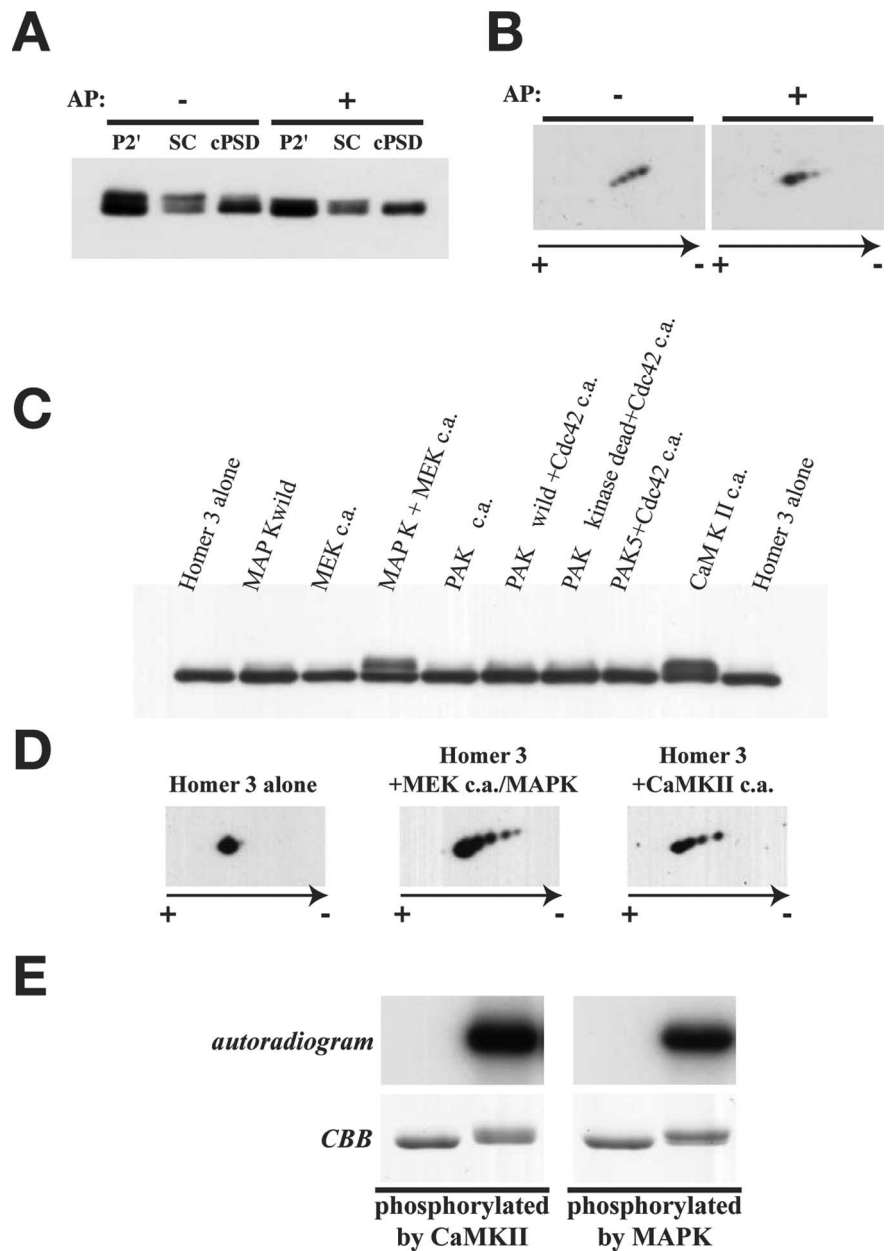 A
AP: - +
P2' SC cPSD P2' SC cPSD
B
AP: - +
+ - + -
C
Homer 3 alone
MAP Kwild
MEK c.a.
MAP K + MEK c.a.
PAK c.a.
PAK wild +Cdc42 c.a.
PAK kinase dead+Cdc42 c.a.
PAK5+Cdc42 c.a.
CaM K II c.a.
Homer 3 alone
D
Homer 3 alone
+ -
Homer 3
+MEK c.a./MAPK
+ -
Homer 3
+CaMKII c.a.
+ -
E
autoradiogram
CBB
phosphorylated
by CaMKII
phosphorylated
by MAPK